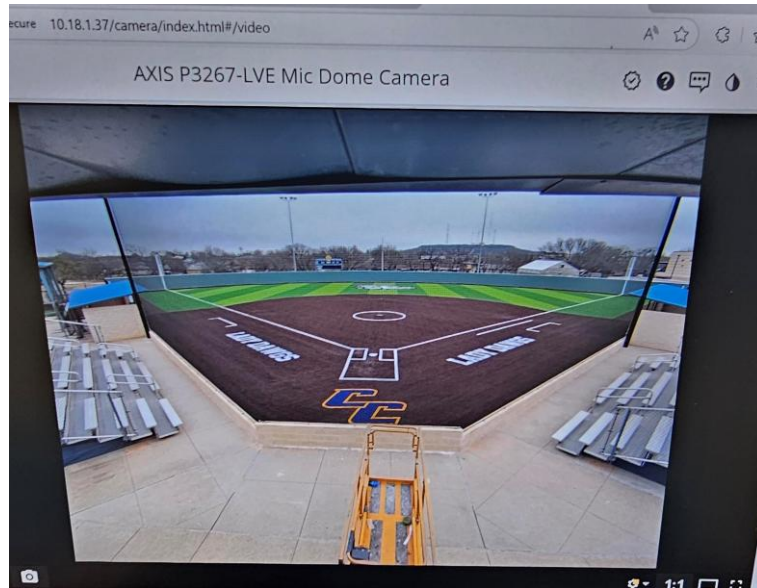 ecure 10.18.1.37/camera/index.html#/video
AXIS P3267-LVE Mic Dome Camera
LADY DAWGS
LADY DAWGS
CC
1:1